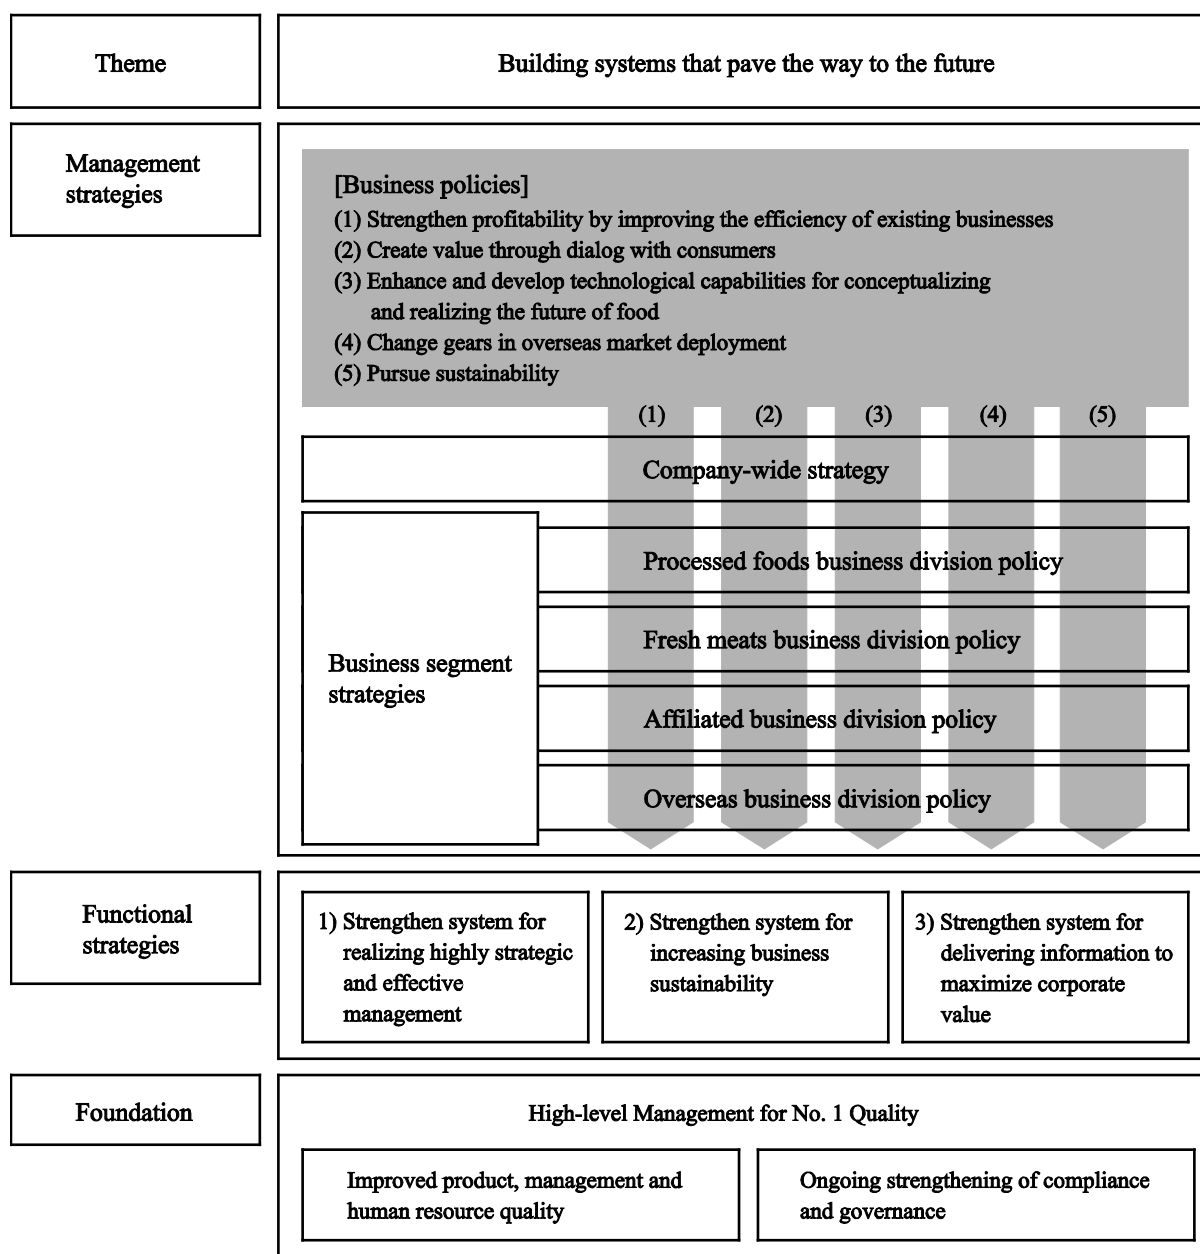 Theme
Building systems that pave the way to the future
Management
strategies
[Business policies]
(1) Strengthen profitability by improving the efficiency of existing businesses
(2) Create value through dialog with consumers
(3) Enhance and develop technological capabilities for conceptualizing
and realizing the future of food
(4) Change gears in overseas market deployment
(5) Pursue sustainability
(1) (2) (3) (4) (5)
Company-wide strategy
Business segment
strategies
Processed foods business division policy
Fresh meats business division policy
Affiliated business division policy
Overseas business division policy
Functional
strategies
1) Strengthen system for
realizing highly strategic
and effective
management
2) Strengthen system for
increasing business
sustainability
3) Strengthen system for
delivering information to
maximize corporate
value
Foundation
High-level Management for No. 1 Quality
Improved product, management and
human resource quality
Ongoing strengthening of compliance
and governance